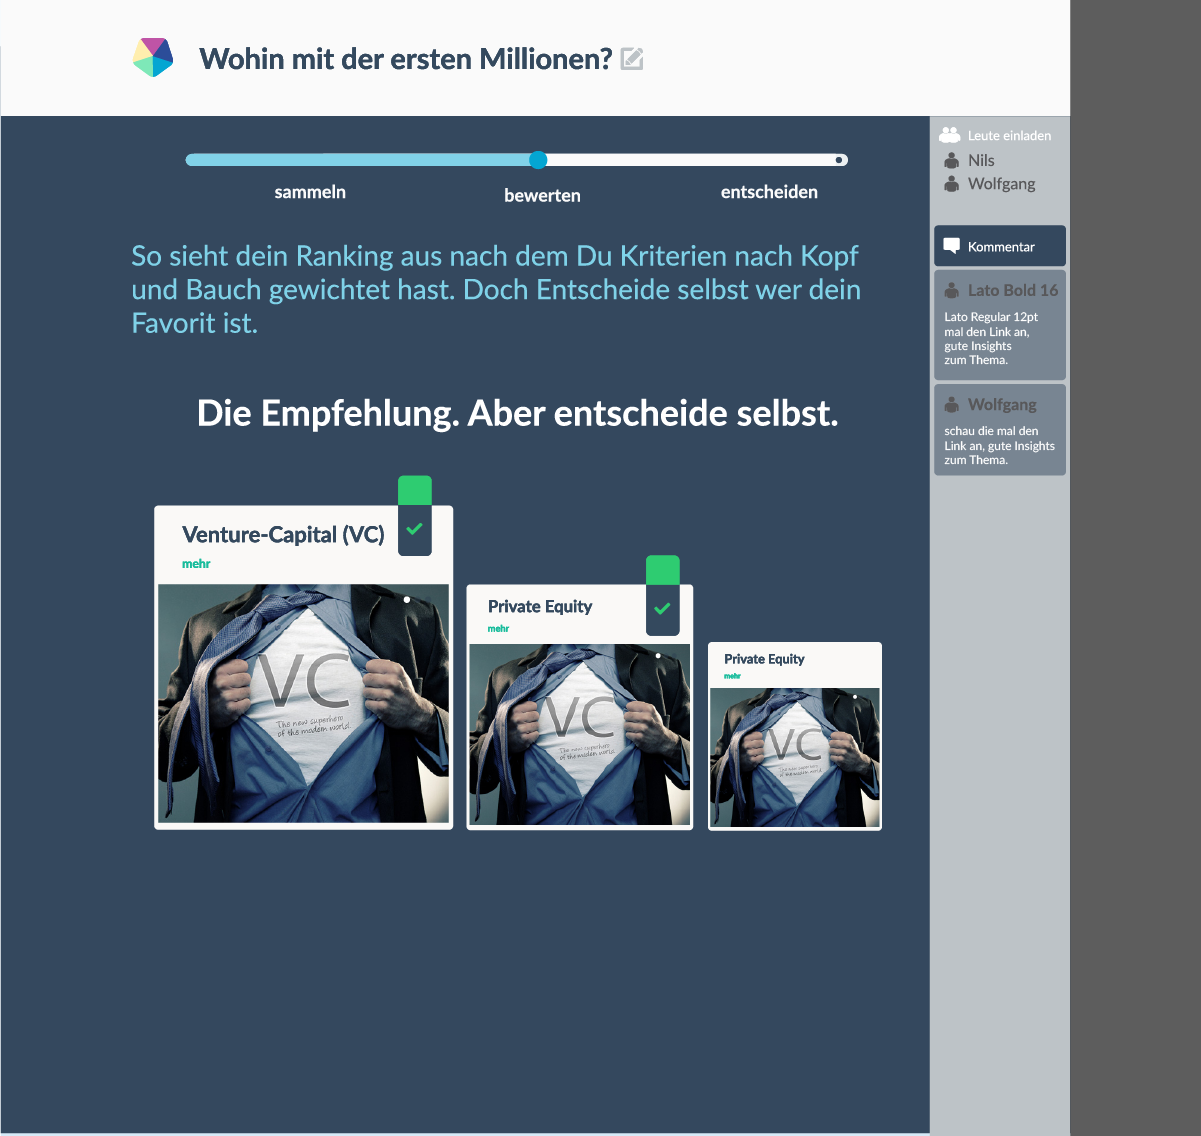 Wohin mit der ersten Millionen?
sammeln
bewerten
entscheiden
So sieht dein Ranking aus nach dem Du Kriterien nach Kopf
und Bauch gewichtet hast. Doch Entscheide selbst wer dein
Favorit ist.
Die Empfehlung. Aber entscheide selbst.
Venture-Capital (VC)
mehr
VC
The new superhero
of the modern world.
Private Equity
mehr
VC
The new superhero
of the modern world.
Private Equity
mehr
VC
The new superhero
of the modern world.
Leute einladen
Nils
Wolfgang
Kommentar
Lato Bold 16
Lato Regular 12pt
mal den Link an,
gute Insights
zum Thema.
Wolfgang
schau die mal den
Link an, gute Insights
zum Thema.